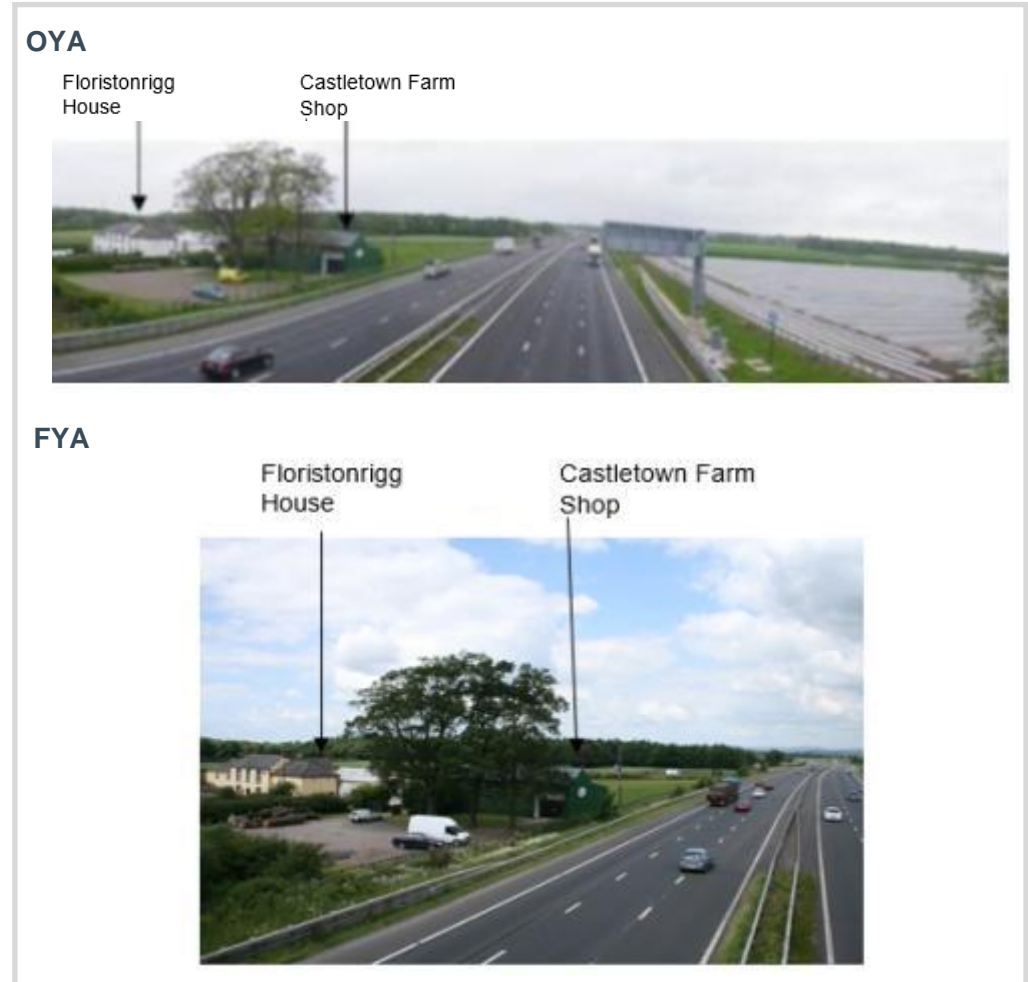 OYA
Floristonrigg
House
Castletown Farm
Shop
FYA
Floristonrigg
House
Castletown Farm
Shop